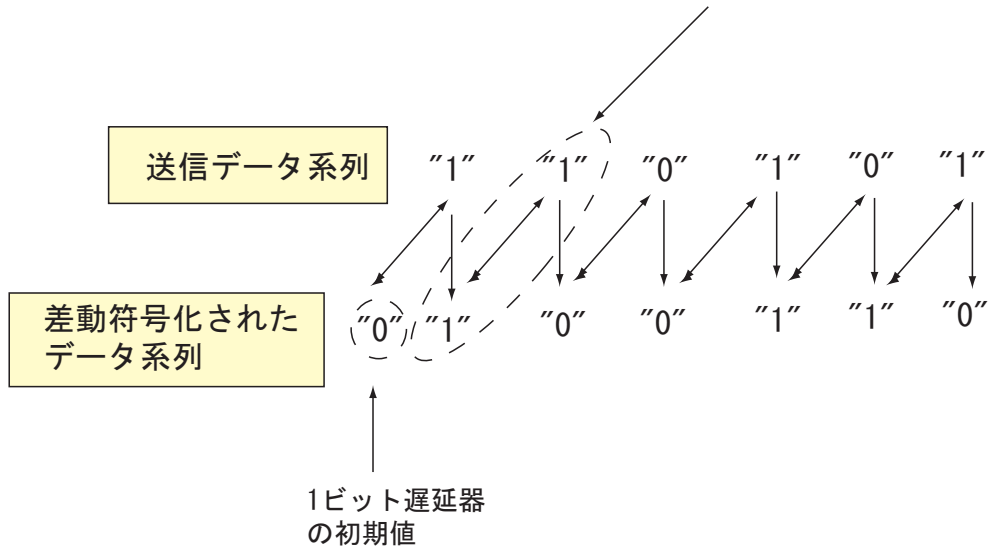 送信データ系列 "1" "1" "0" "1" "0" "1"
差動符号化された
データ系列
"0" "1" "0" "0" "1" "1" "0"
1ビット遅延器
の初期値